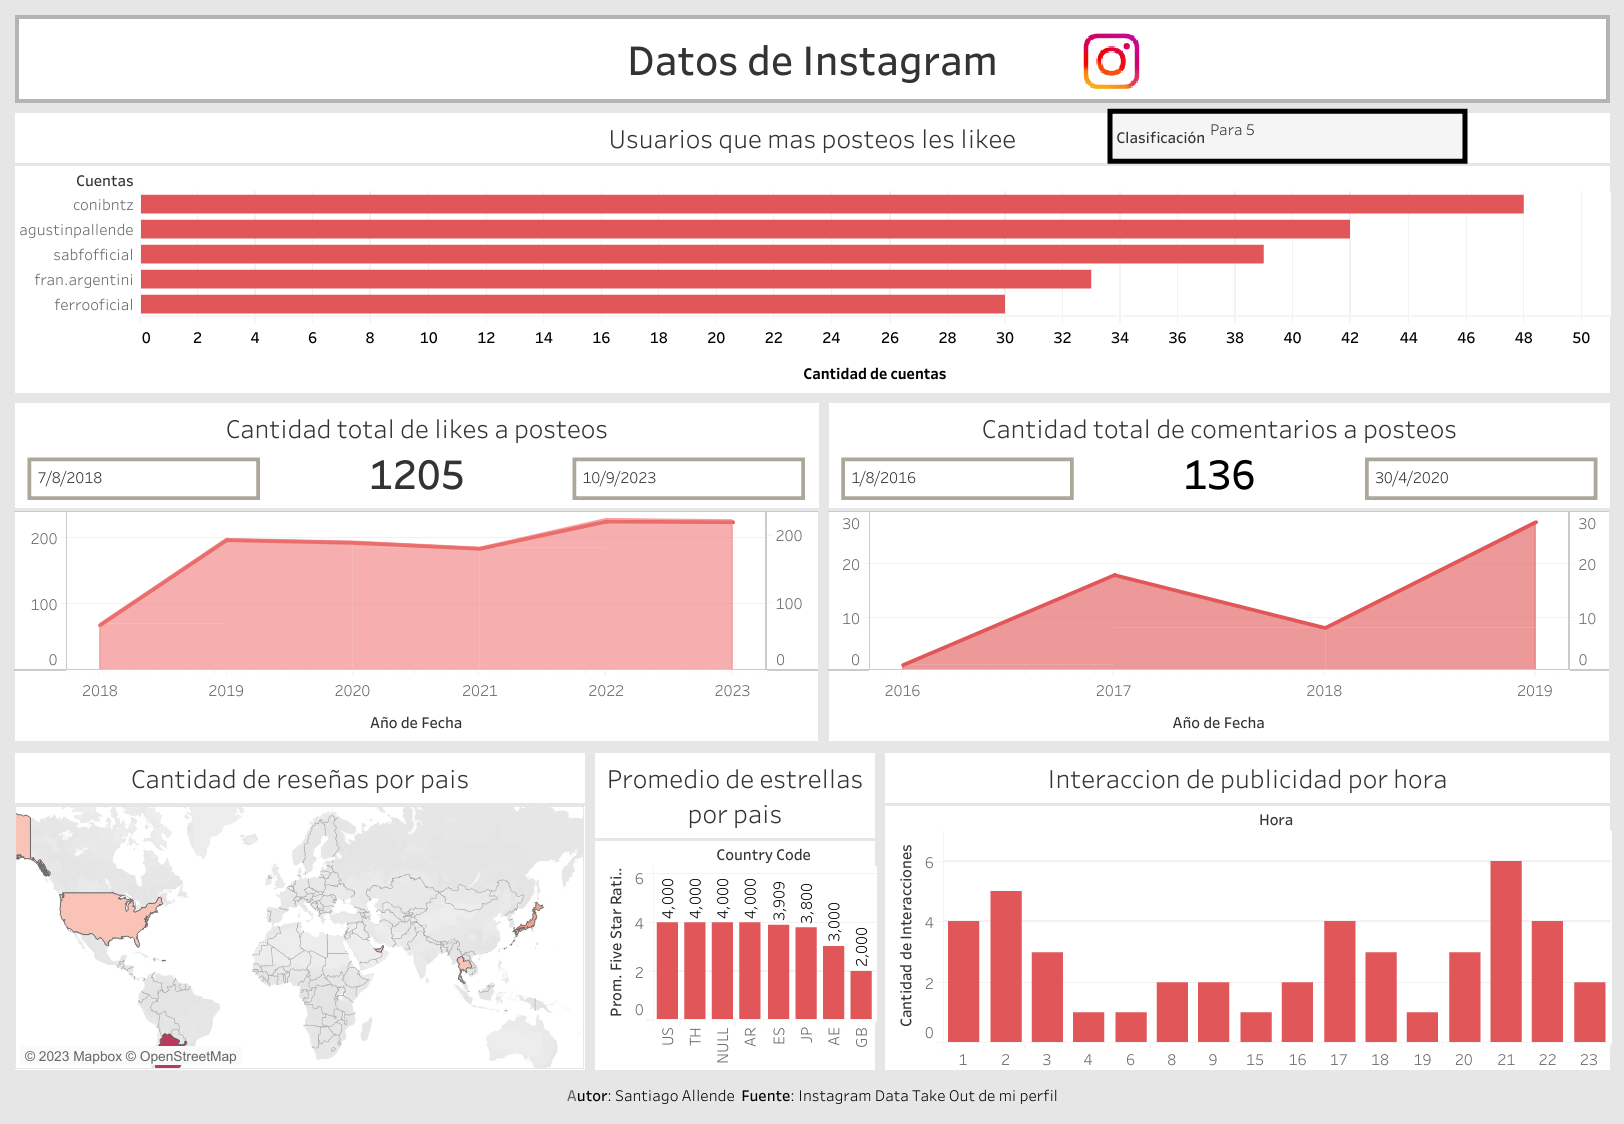 Datos de Instagram
Usuarios que mas posteos les likee
Clasificación Para 5
Cuentas
conibntz
agustinpallende
sabfofficial
fran.argentini
ferrooficial
0 2 4 6 8 10 12 14 16 18 20 22 24 26 28 30 32 34 36 38 40 42 44 46 48 50
Cantidad de cuentas
Cantidad total de likes a posteos
7/8/2018 1205 10/9/2023
200 200
100 100
0 0
2018 2019 2020 2021 2022 2023
Año de Fecha
Cantidad total de comentarios a posteos
1/8/2016 136 30/4/2020
30 30
20 20
10 10
0 0
2016 2017 2018 2019
Año de Fecha
Cantidad de reseñas por pais
© 2023 Mapbox © OpenStreetMap
Promedio de estrellas
por pais
Country Code
Prom. Five Star Rati..
6
4
2
0
4,000 4,000 4,000 4,000 3,909 3,800 3,000 2,000
US TH NULL AR ES JP AE GB
Interaccion de publicidad por hora
Hora
Cantidad de Interacciones
6
4
2
0
1 2 3 4 6 8 9 15 16 17 18 19 20 21 22 23
Autor: Santiago Allende Fuente: Instagram Data Take Out de mi perfil